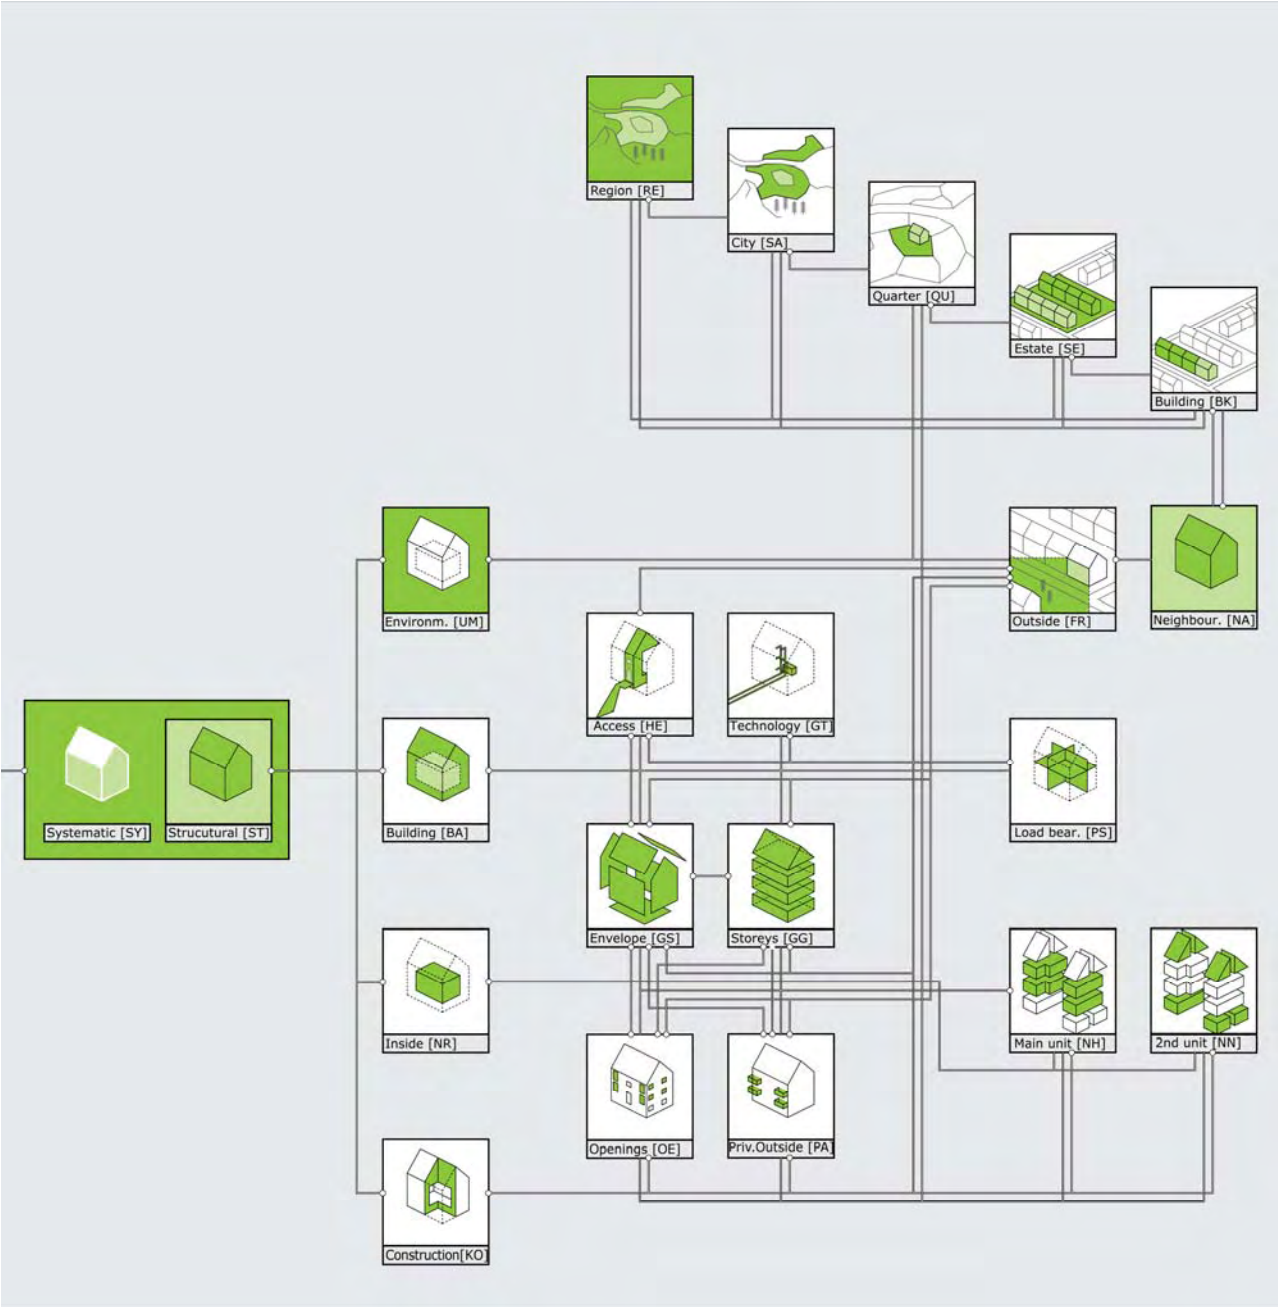 Region [RE]
City [SA]
Quarter [QU]
Estate [SE]
Building [BK]
Environm. [UM]
Outside [FR]
Neighbour. [NA]
Access [HE]
Technology [GT]
Systematic [SY]
Strucutural [ST]
Building [BA]
Load bear. [PS]
Envelope [GS]
Storeys [GG]
Inside [NR]
Main unit [NH]
2nd unit [NN]
Openings [OE]
Priv.Outside [PA]
Construction[KO]